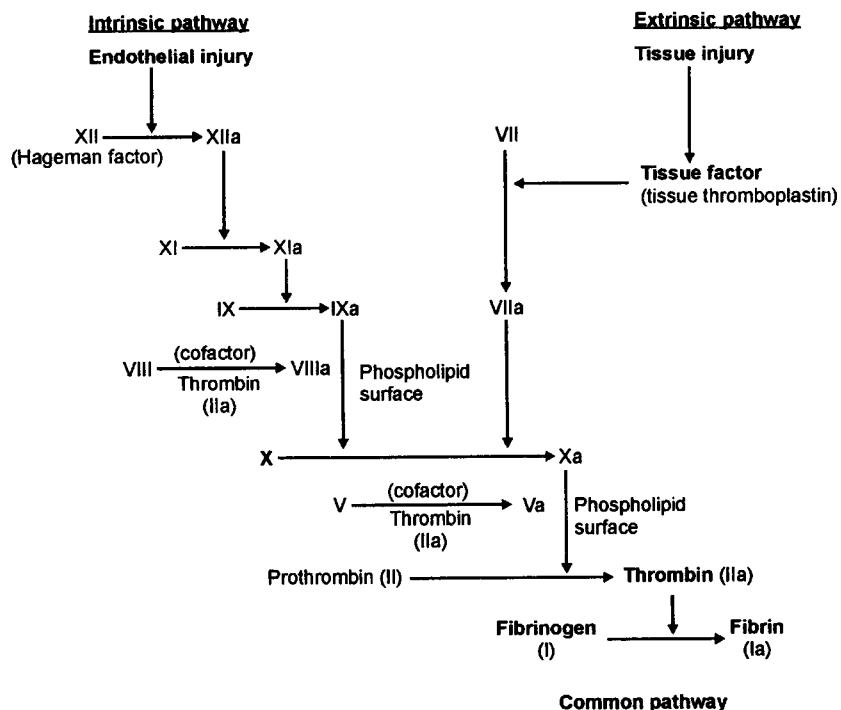 Intrinsic pathway
Endothelial injury
Extrinsic pathway
Tissue injury
XII
XIIa
(Hageman factor)
VII
Tissue factor
(tissue thromboplastin)
XI
XIa
IX
IXa
VIIa
VIII
(cofactor)
Thrombin
(IIa)
VIIIa
Phospholipid
surface
X
Xa
V
(cofactor)
Thrombin
(IIa)
Va
Phospholipid
surface
Prothrombin (II)
Thrombin (IIa)
Fibrinogen
(I)
Fibrin
(Ia)
Common pathway